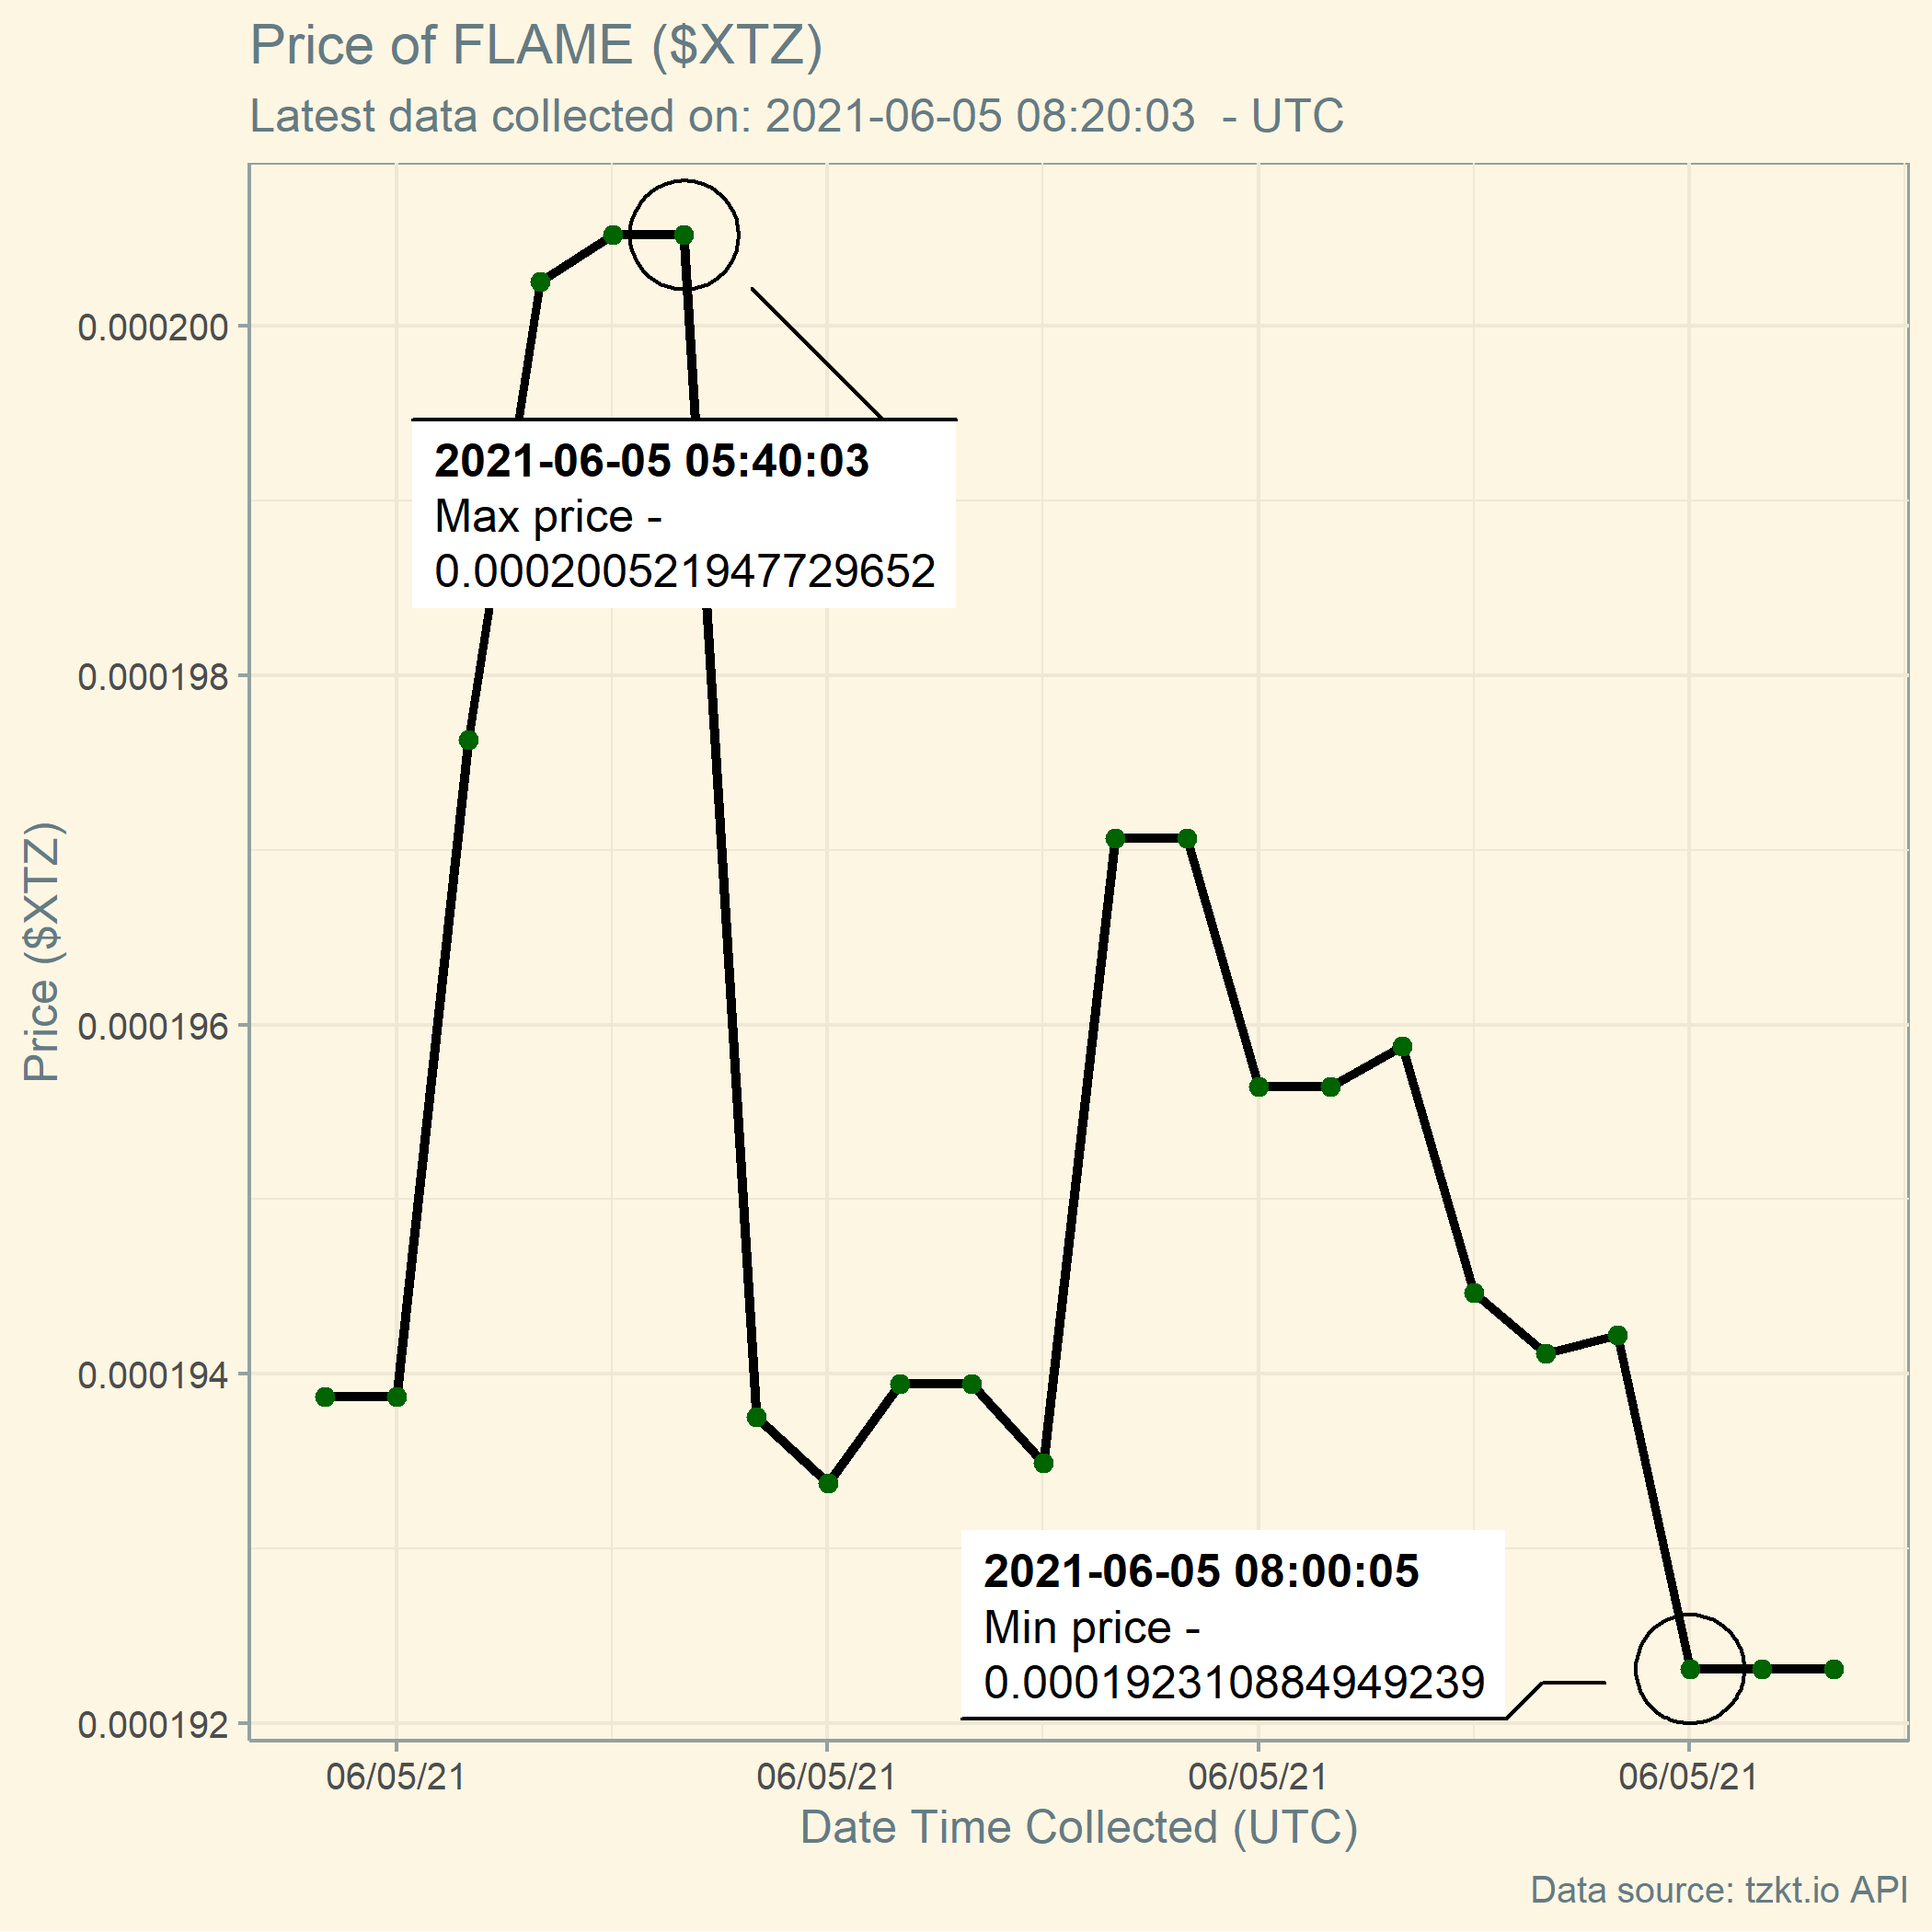 Price of FLAME ($XTZ)
Latest data collected on: 2021-06-05 08:20:03  - UTC
0.000200
2021-06-05 05:40:03
Max price -
0.000200521947729652
0.000198
Price ($XTZ)
0.000196
0.000194
2021-06-05 08:00:05
Min price -
0.000192310884949239
0.000192
06/05/21
06/05/21
06/05/21
06/05/21
Date Time Collected (UTC)
Data source: tzkt.io API